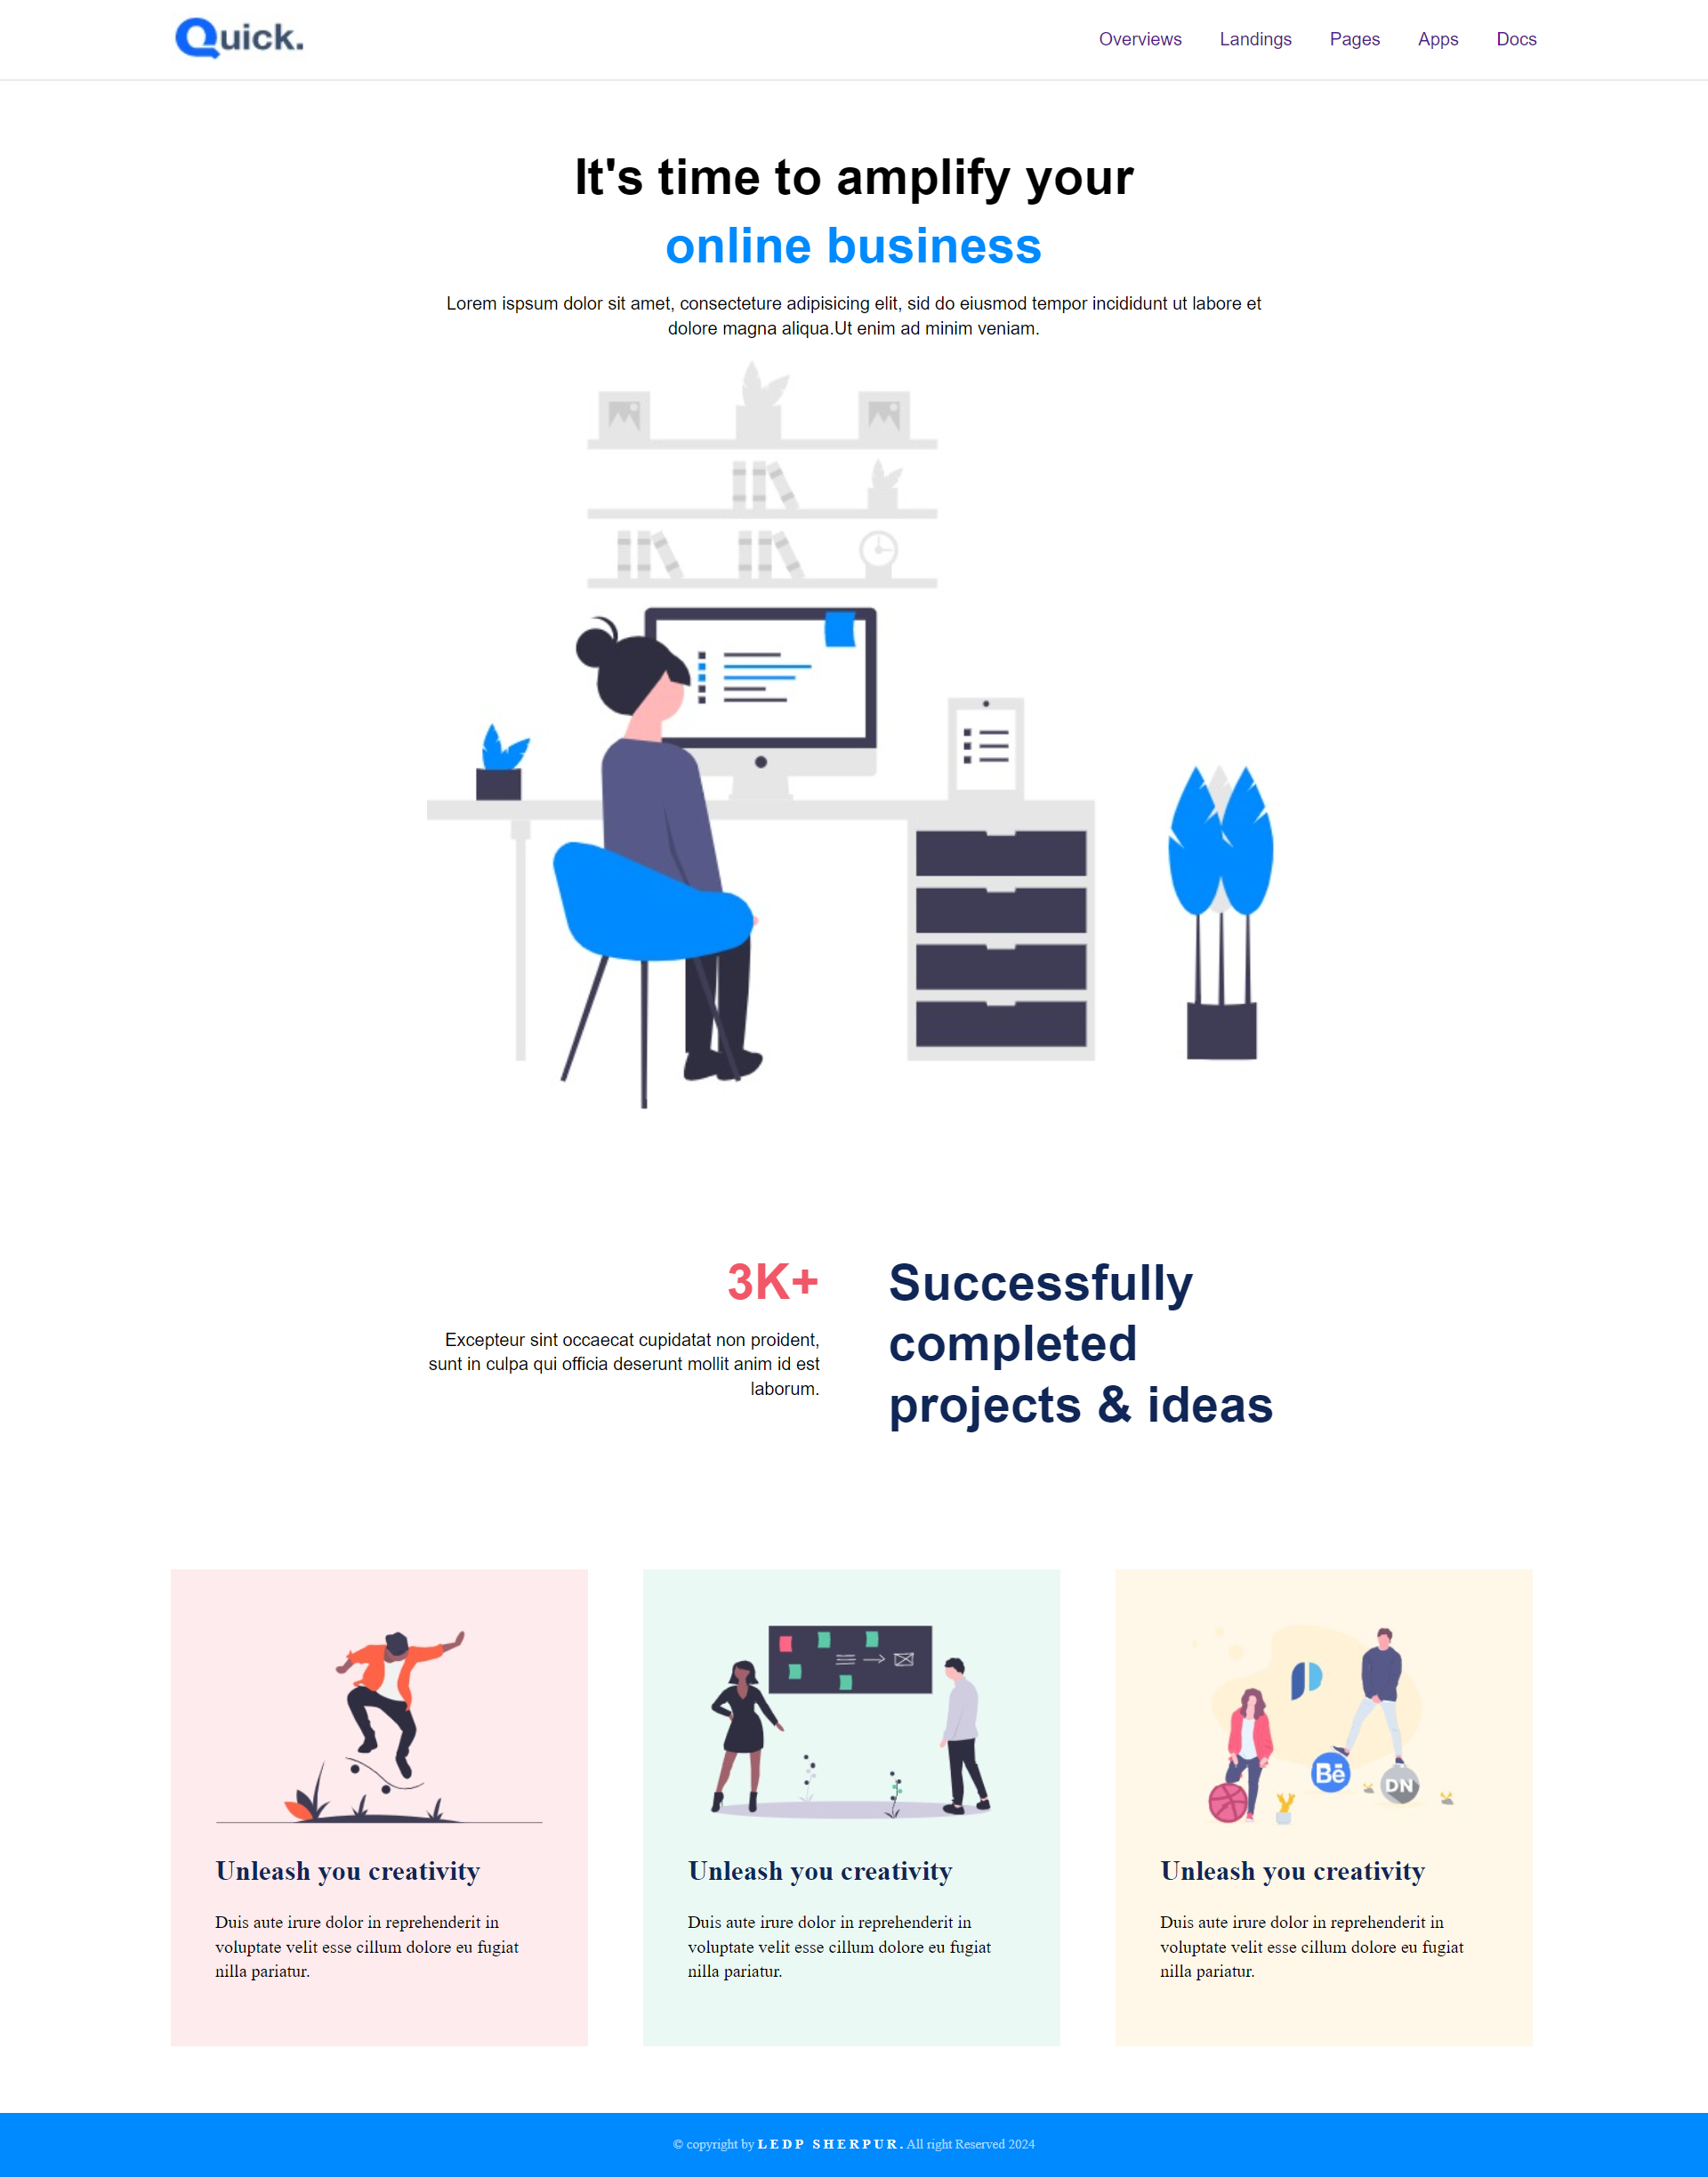 Quick.
Overviews Landings Pages Apps Docs
It's time to amplify your
online business
Lorem ispsum dolor sit amet, consecteture adipisicing elit, sid do eiusmod tempor incididunt ut labore et
dolore magna aliqua.Ut enim ad minim veniam.
3K+
Excepteur sint occaecat cupidatat non proident,
sunt in culpa qui officia deserunt mollit anim id est
laborum.
Successfully
completed
projects & ideas
Bē
DN
Unleash you creativity
Duis aute irure dolor in reprehenderit in
voluptate velit esse cillum dolore eu fugiat
nilla pariatur.
Unleash you creativity
Duis aute irure dolor in reprehenderit in
voluptate velit esse cillum dolore eu fugiat
nilla pariatur.
Unleash you creativity
Duis aute irure dolor in reprehenderit in
voluptate velit esse cillum dolore eu fugiat
nilla pariatur.
© copyright by LEDP SHERPUR. All right Reserved 2024